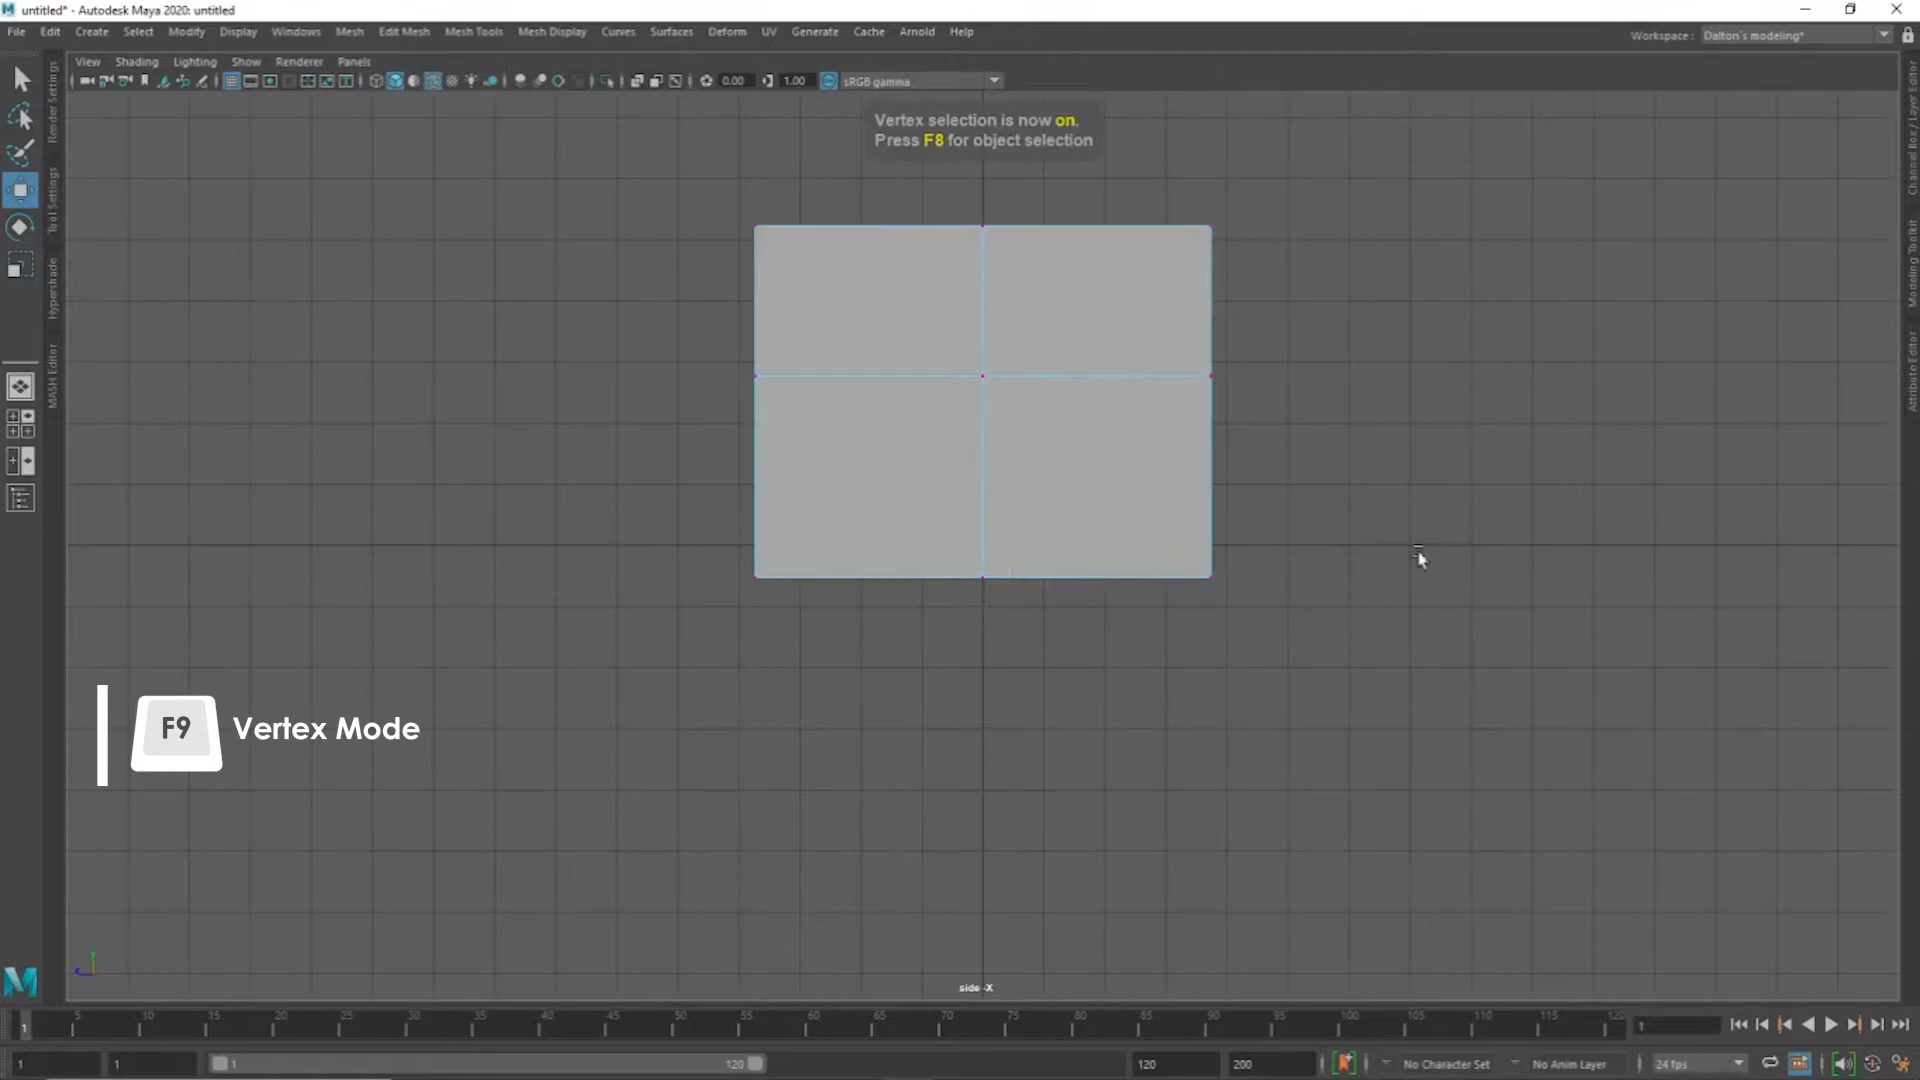 untitled* - Autodesk Maya 2020: untitled
File Edit Create Select Modify Display Windows Mesh Edit Mesh Mesh Tools Mesh Display Curves Surfaces Deform UV Generate Cache Arnold Help
Workspace : Dalton's modeling*
View Shading Lighting Show Renderer Panels
0.00 1.00 sRGB gamma
Vertex selection is now on.
Press F8 for object selection
Render Settings
Tool Settings
Hypershade
MASH Editor
Channel Box / Layer Editor
Modeling Toolkit
Attribute Editor
F9 Vertex Mode
side -X
5 10 15 20 25 30 35 40 45 50 55 60 65 70 75 80 85 90 95 100 105 110 115 120
1 1
1 1 1 120 120 200 No Character Set No Anim Layer 24 fps